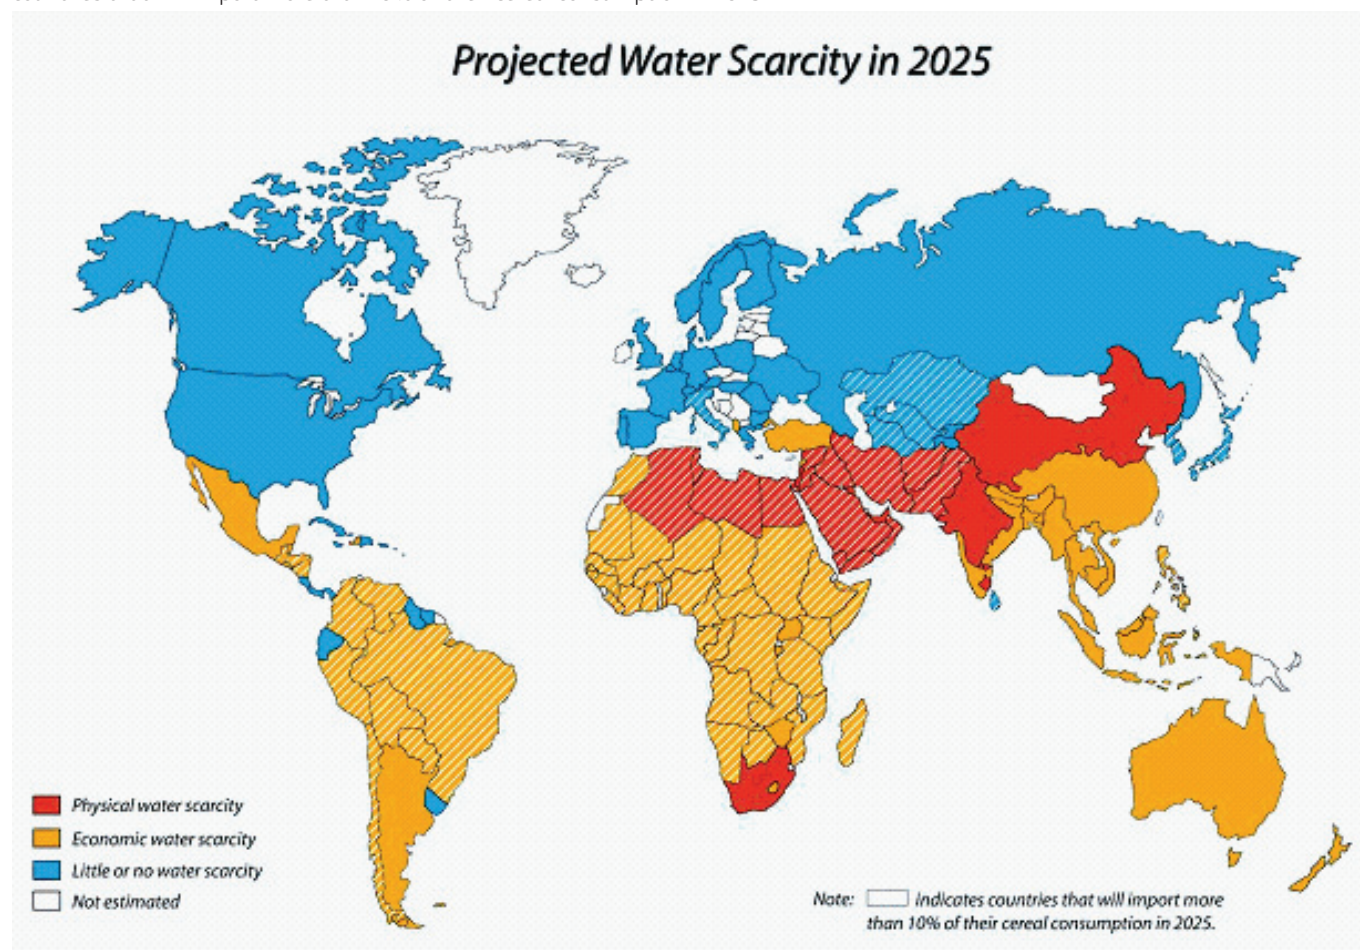 Projected Water Scarcity in 2025
Physical water scarcity
Economic water scarcity
Little or no water scarcity
Not estimated
Note: Indicates countries that will import more
than 10% of their cereal consumption in 2025.